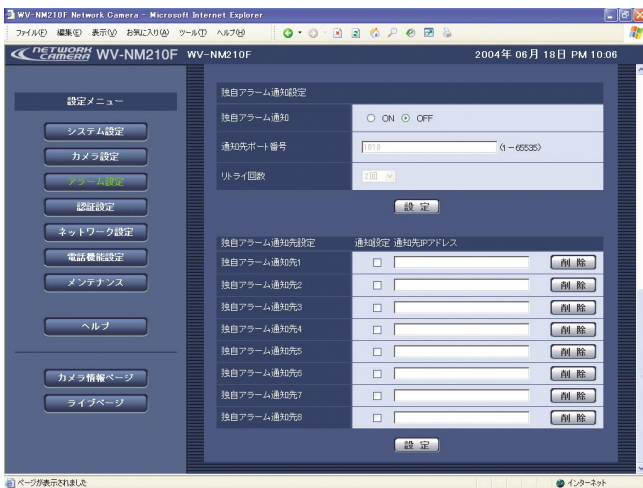 WV-NM210F Network Camera - Microsoft Internet Explorer
ファイル(F) 編集(E) 表示(V) お気に入り(A) ツール(T) ヘルプ(H)
NETWORK CAMERA WV-NM210F WV-NM210F 2004年 06月 18日 PM 10:06
設定メニュー
システム設定
カメラ設定
アラーム設定
認証設定
ネットワーク設定
電話機能設定
メンテナンス
ヘルプ
カメラ情報ページ
ライブページ
独自アラーム通知設定
独自アラーム通知 ON OFF
通知先ポート番号 1818 (1-65535)
リトライ回数 2回
設 定
独自アラーム通知先設定 通知設定 通知先IPアドレス
独自アラーム通知先1 削 除
独自アラーム通知先2 削 除
独自アラーム通知先3 削 除
独自アラーム通知先4 削 除
独自アラーム通知先5 削 除
独自アラーム通知先6 削 除
独自アラーム通知先7 削 除
独自アラーム通知先8 削 除
設 定
ページが表示されました インターネット